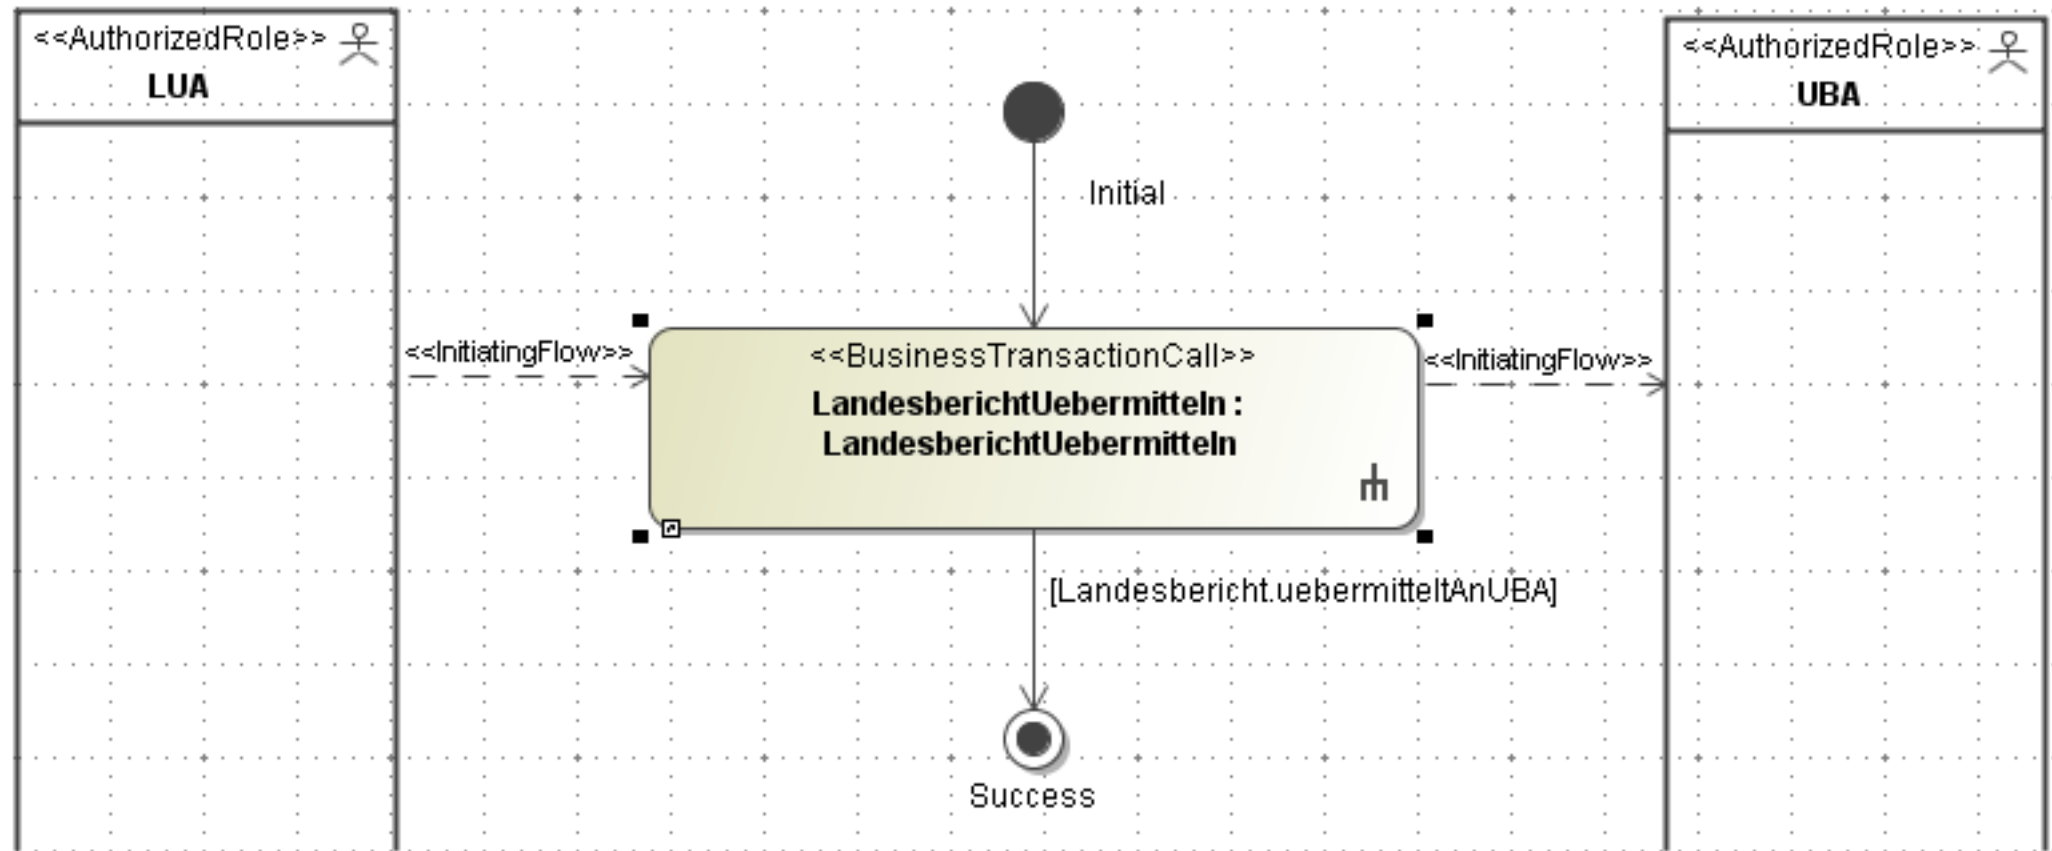 <<AuthorizedRole>>
LUA
<<AuthorizedRole>>
UBA
Initial
<<InitiatingFlow>>
<<BusinessTransactionCall>>
LandesberichtUebermitteln :
LandesberichtUebermitteln
<<InitiatingFlow>>
[Landesbericht.uebermitteltAnUBA]
Success